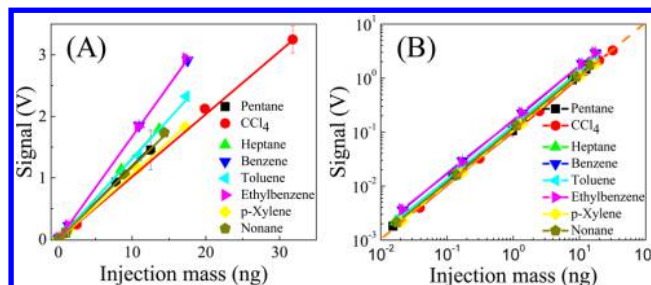 (A)
Signal (V)
3
2
1
0
Pentane
CCl4
Heptane
Benzene
Toluene
Ethylbenzene
p-Xylene
Nonane
0 10 20 30
Injection mass (ng)
(B)
Signal (V)
10^1
10^0
10^-1
10^-2
10^-3
Pentane
CCl4
Heptane
Benzene
Toluene
Ethylbenzene
p-Xylene
Nonane
10^-2 10^-1 10^0 10^1 10^2
Injection mass (ng)